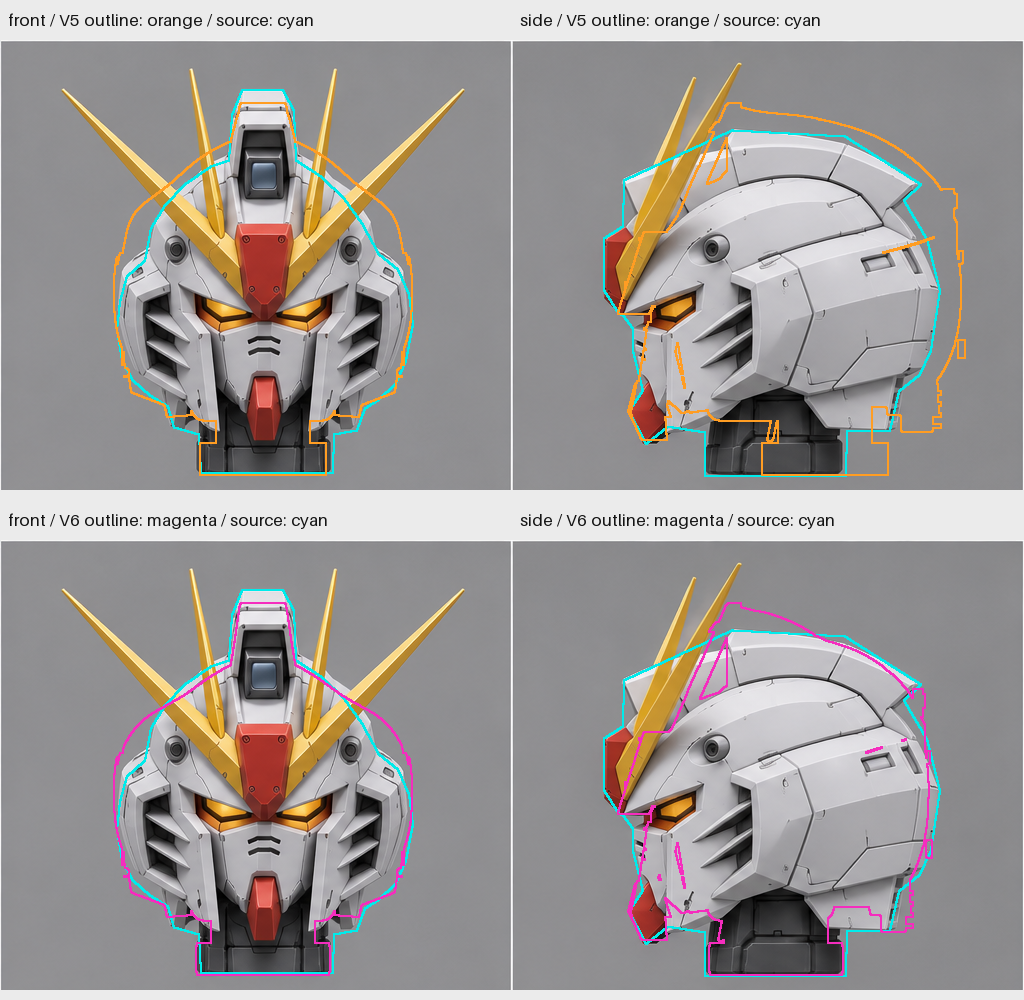 front / V5 outline: orange / source: cyan
side / V5 outline: orange / source: cyan
front / V6 outline: magenta / source: cyan
side / V6 outline: magenta / source: cyan